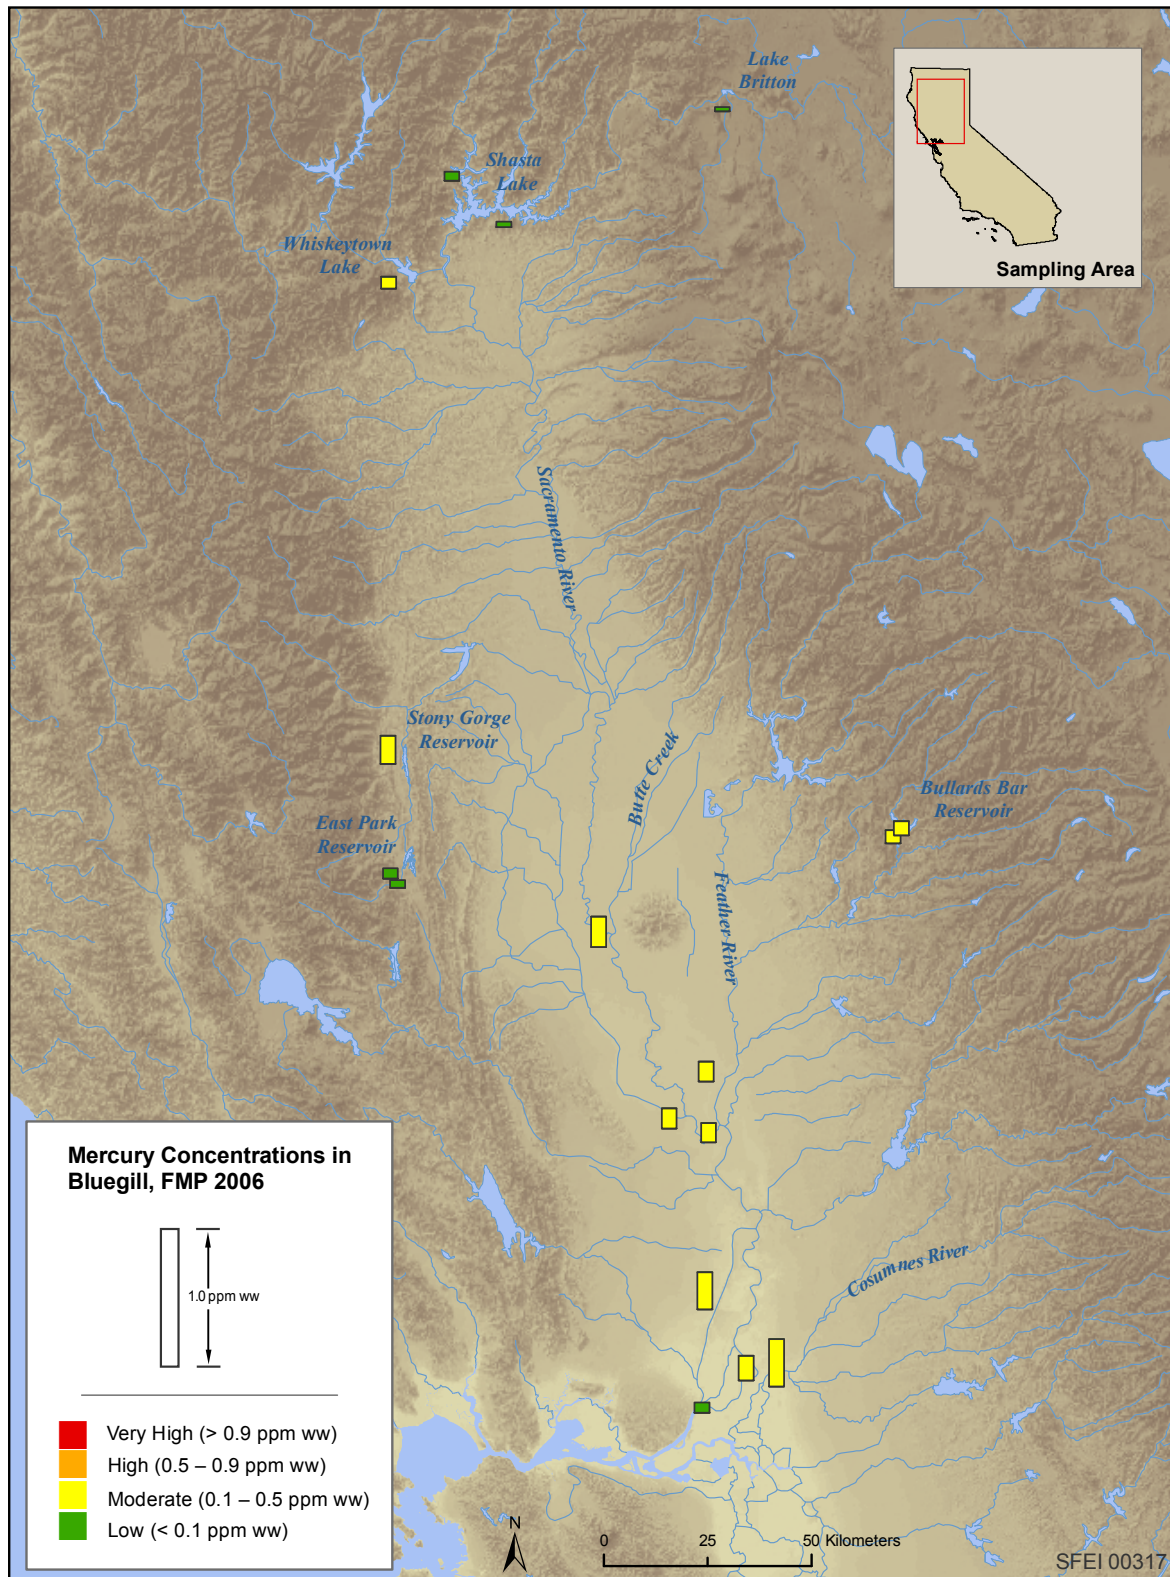 Lake
Britton
Shasta
Lake
Whiskeytown
Lake
Sampling Area
Sacramento River
Stony Gorge
Reservoir
Butte Creek
Bullards Bar
Reservoir
East Park
Reservoir
Feather River
Cosumnes River
Mercury Concentrations in
Bluegill, FMP 2006
1.0 ppm ww
Very High (> 0.9 ppm ww)
High (0.5 – 0.9 ppm ww)
Moderate (0.1 – 0.5 ppm ww)
Low (< 0.1 ppm ww)
N
0 25 50 Kilometers
SFEI 00317